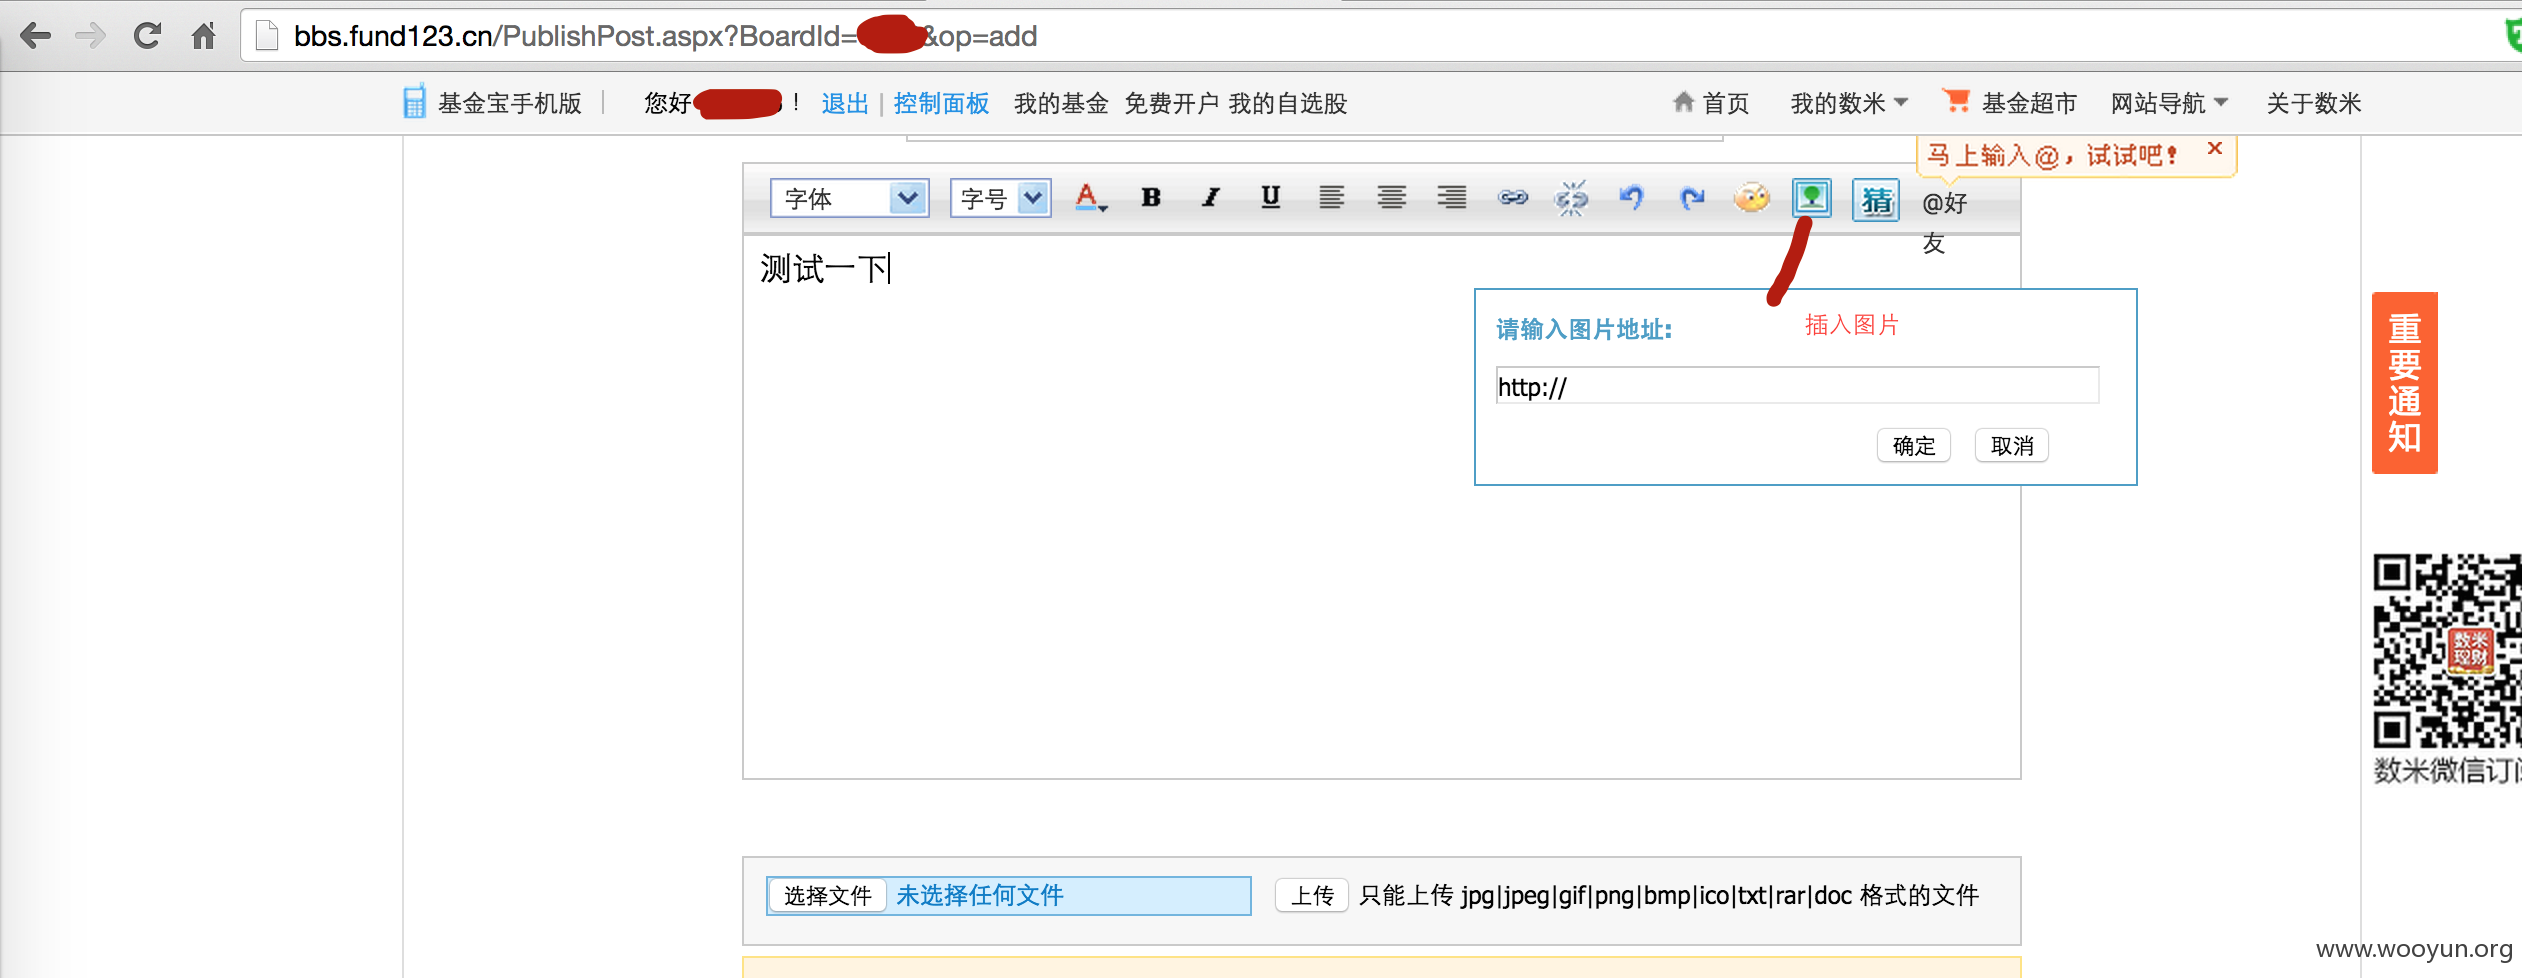 bbs.fund123.cn/PublishPost.aspx?BoardId= &op=add
基金宝手机版 | 您好 ! 退出 | 控制面板 我的基金 免费开户 我的自选股 首页 我的数米 基金超市 网站导航 关于数米
马上输入@，试试吧!
字体 字号 A B I U 猜 @好友
测试一下
请输入图片地址: 插入图片
http://
确定 取消
重要通知
数米理财
数米微信订
选择文件 未选择任何文件 上传 只能上传 jpg|jpeg|gif|png|bmp|ico|txt|rar|doc 格式的文件
www.wooyun.org